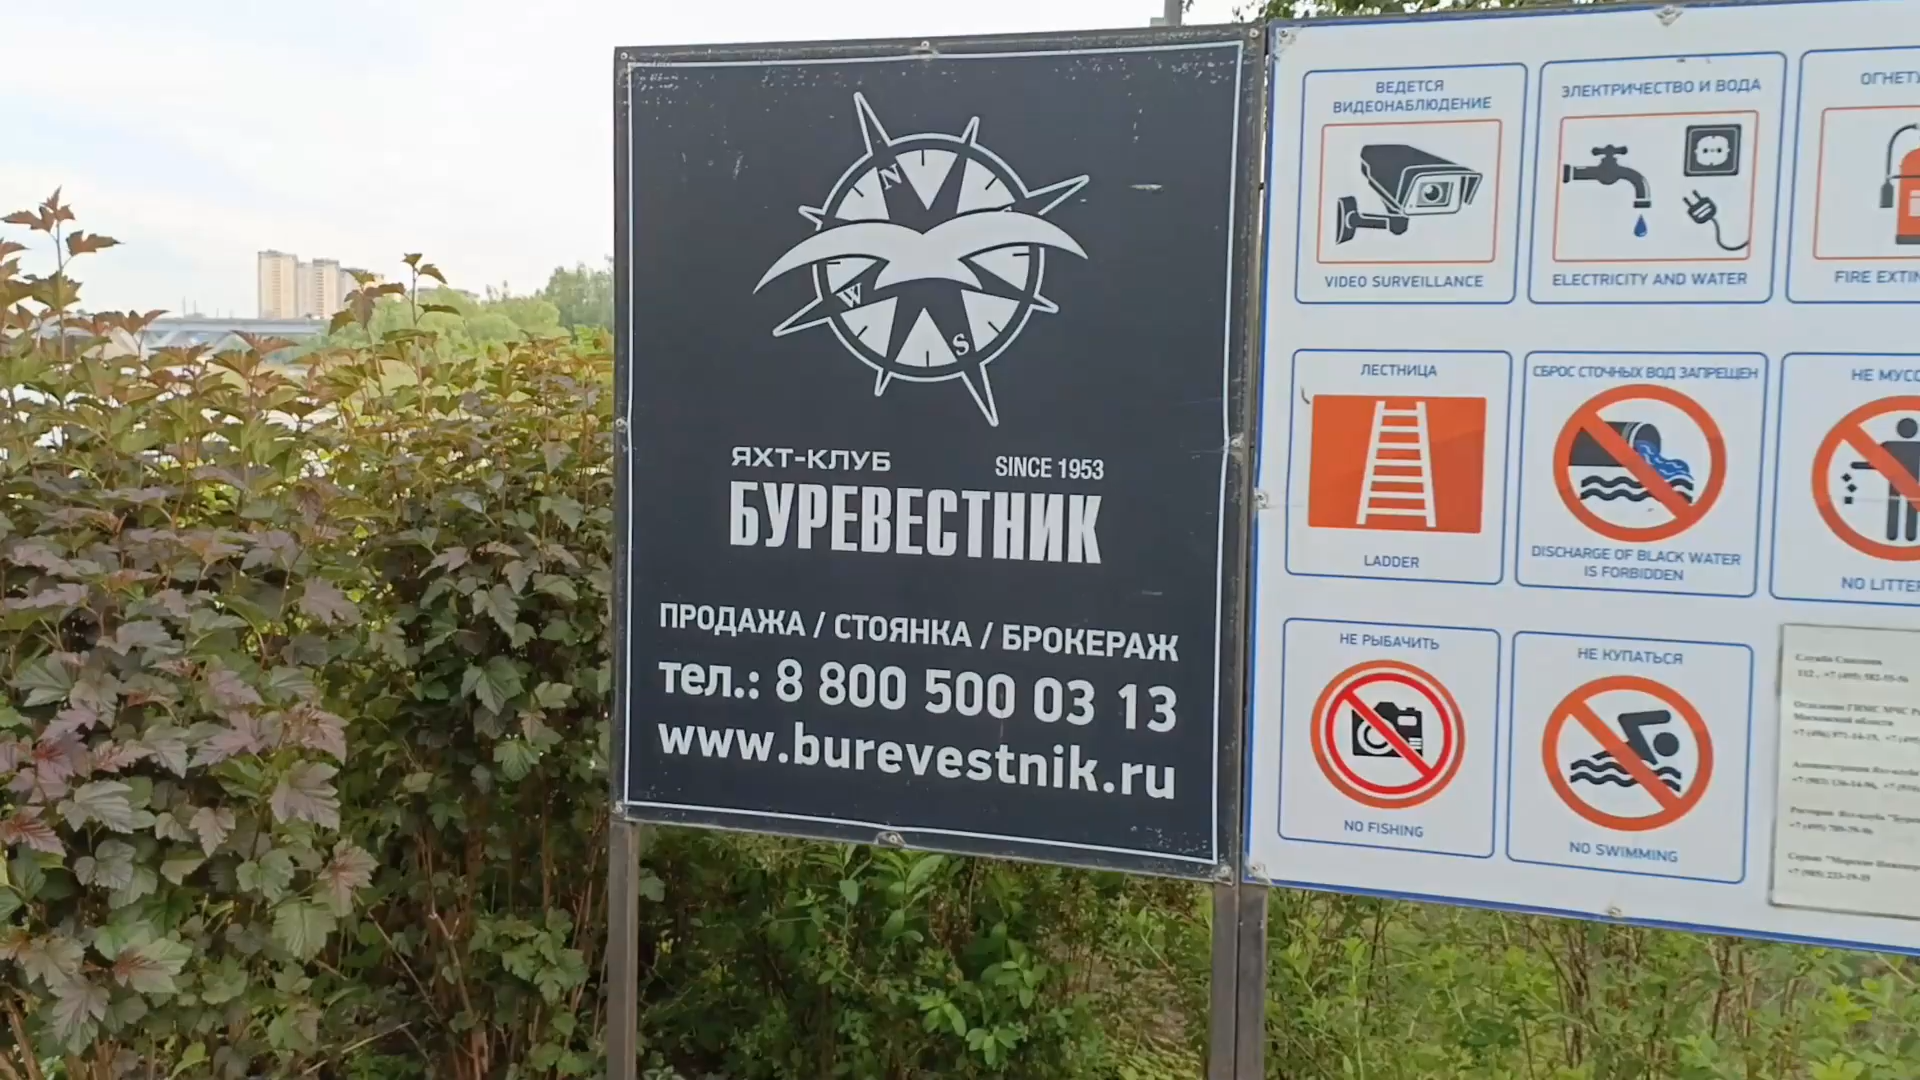 N
W
S
ЯХТ-КЛУБ
SINCE 1953
БУРЕВЕСТНИК
ПРОДАЖА / СТОЯНКА / БРОКЕРАЖ
тел.: 8 800 500 03 13
www.burevestnik.ru
ВЕДЕТСЯ
ВИДЕОНАБЛЮДЕНИЕ
VIDEO SURVEILLANCE
ЭЛЕКТРИЧЕСТВО И ВОДА
ELECTRICITY AND WATER
ОГНЕТУ
FIRE EXTIN
ЛЕСТНИЦА
LADDER
СБРОС СТОЧНЫХ ВОД ЗАПРЕЩЕН
DISCHARGE OF BLACK WATER
IS FORBIDDEN
НЕ МУСО
NO LITTER
НЕ РЫБАЧИТЬ
NO FISHING
НЕ КУПАТЬСЯ
NO SWIMMING